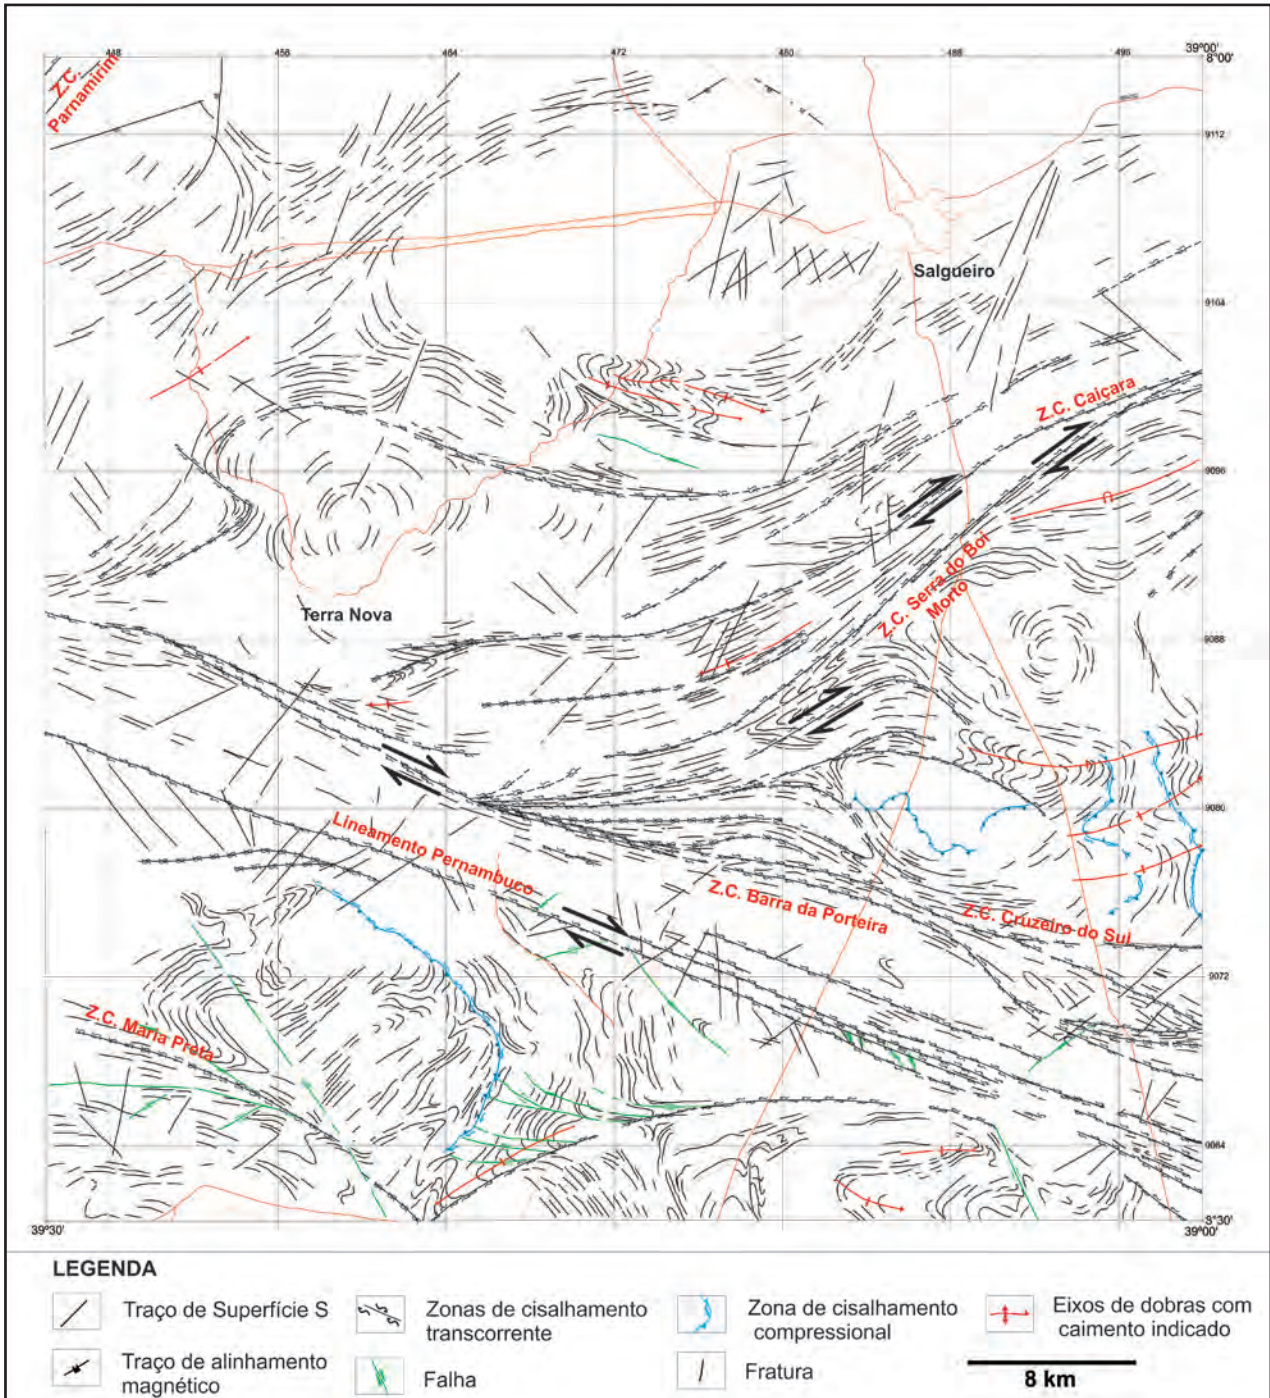 448
456
464
472
480
488
496
39°00'
8°00'
Z.C.
Parnamirim
9112
Salgueiro
9104
Z.C. Caiçara
9096
Z.C. Serra do Boi
Morto
Terra Nova
9088
9080
Lineamento Pernambuco
Z.C. Barra da Porteira
Z.C. Cruzeiro do Sul
9072
Z.C. Maria Preta
9064
39°30'
8°30'
39°00'
LEGENDA
Traço de Superfície S
Zonas de cisalhamento
transcorrente
Zona de cisalhamento
compressional
Eixos de dobras com
caimento indicado
Traço de alinhamento
magnético
Falha
Fratura
8 km